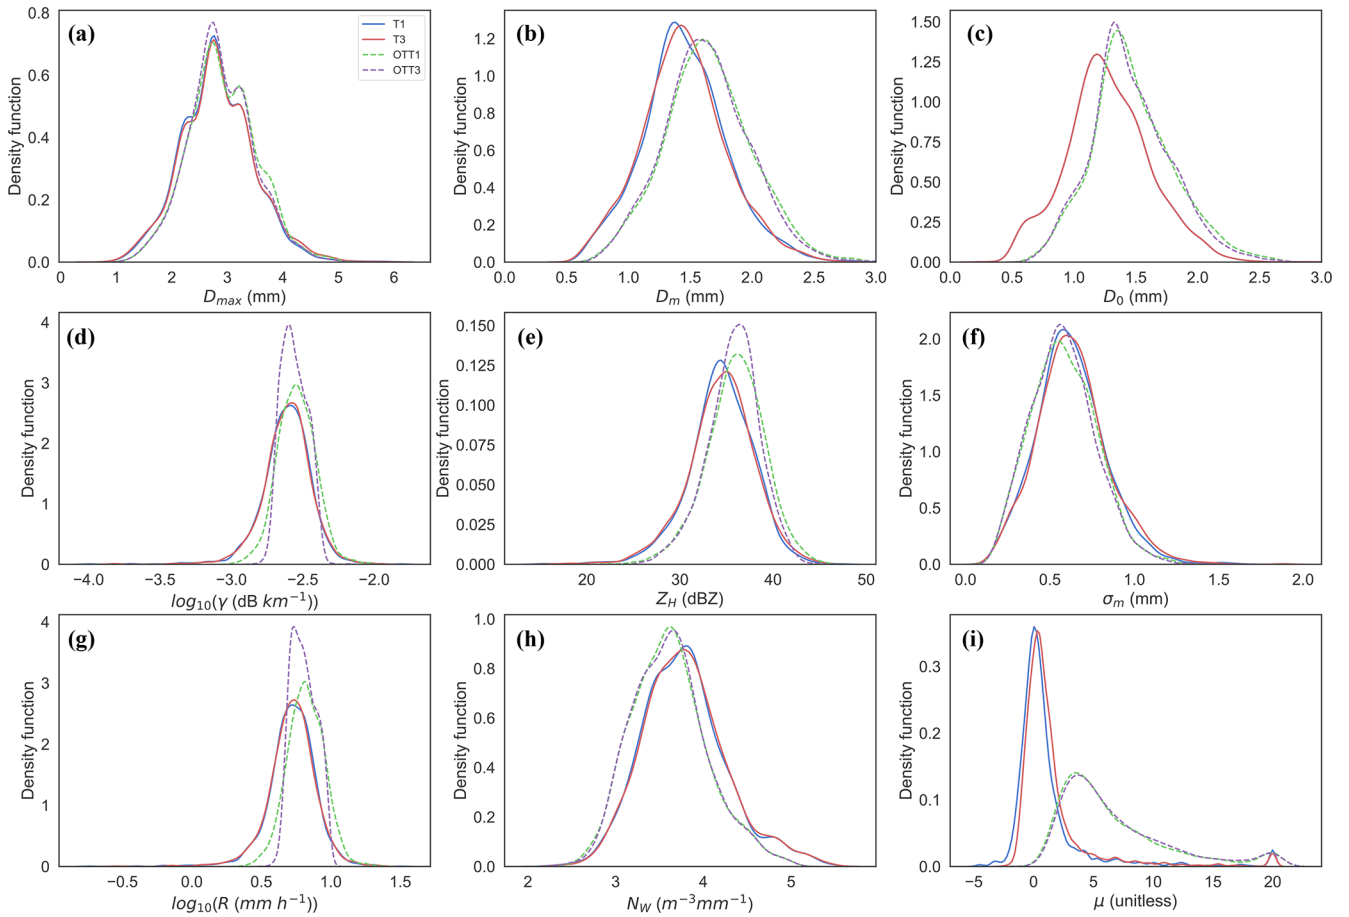 (a)
T1
T3
OTT1
OTT3
Density function
0.8
0.6
0.4
0.2
0.0
0 1 2 3 4 5 6
D_max (mm)
(b)
Density function
1.2
1.0
0.8
0.6
0.4
0.2
0.0
0.0 0.5 1.0 1.5 2.0 2.5 3.0
D_m (mm)
(c)
Density function
1.50
1.25
1.00
0.75
0.50
0.25
0.00
0.0 0.5 1.0 1.5 2.0 2.5 3.0
D_0 (mm)
(d)
Density function
4
3
2
1
0
−4.0 −3.5 −3.0 −2.5 −2.0
log_10(γ (dB km^−1))
(e)
Density function
0.150
0.125
0.100
0.075
0.050
0.025
0.000
20 30 40 50
Z_H (dBZ)
(f)
Density function
2.0
1.5
1.0
0.5
0.0
0.0 0.5 1.0 1.5 2.0
σ_m (mm)
(g)
Density function
4
3
2
1
0
−0.5 0.0 0.5 1.0 1.5
log_10(R (mm h^−1))
(h)
Density function
1.0
0.8
0.6
0.4
0.2
0.0
2 3 4 5
N_W (m^−3mm^−1)
(i)
Density function
0.3
0.2
0.1
0.0
−5 0 5 10 15 20
μ (unitless)